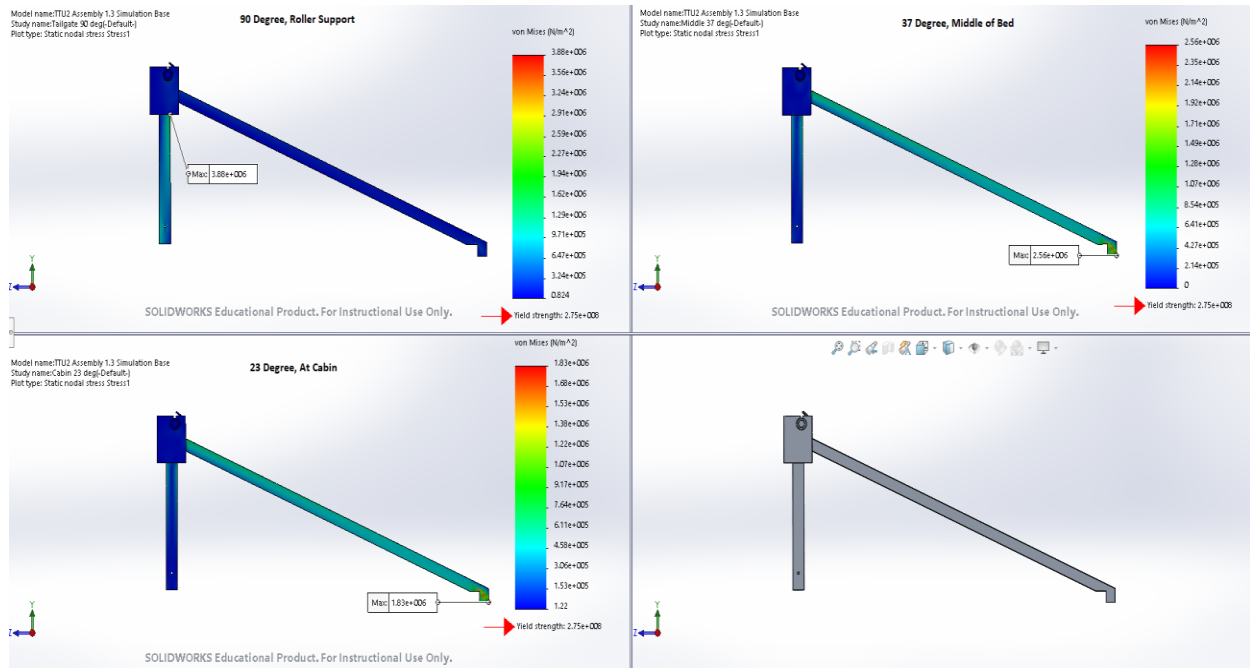 Model name:TTU2 Assembly 1.3 Simulation Base
Study name:Tailgate 90 deg(-Default-)
Plot type: Static nodal stress Stress1
90 Degree, Roller Support
von Mises (N/m^2)
3.88e+006
3.56e+006
3.24e+006
2.91e+006
2.59e+006
2.27e+006
1.94e+006
1.62e+006
1.29e+006
9.71e+005
6.47e+005
3.24e+005
0.824
Yield strength: 2.75e+008
Max: 3.88e+006
Y
Z
SOLIDWORKS Educational Product. For Instructional Use Only.
Model name:TTU2 Assembly 1.3 Simulation Base
Study name:Middle 37 deg(-Default-)
Plot type: Static nodal stress Stress1
37 Degree, Middle of Bed
von Mises (N/m^2)
2.56e+006
2.35e+006
2.14e+006
1.92e+006
1.71e+006
1.49e+006
1.28e+006
1.07e+006
8.54e+005
6.41e+005
4.27e+005
2.14e+005
0
Yield strength: 2.75e+008
Max: 2.56e+006
Y
Z
SOLIDWORKS Educational Product. For Instructional Use Only.
Model name:TTU2 Assembly 1.3 Simulation Base
Study name:Cabin 23 deg(-Default-)
Plot type: Static nodal stress Stress1
23 Degree, At Cabin
von Mises (N/m^2)
1.83e+006
1.68e+006
1.53e+006
1.38e+006
1.22e+006
1.07e+006
9.17e+005
7.64e+005
6.11e+005
4.58e+005
3.06e+005
1.53e+005
1.22
Yield strength: 2.75e+008
Max: 1.83e+006
Y
Z
SOLIDWORKS Educational Product. For Instructional Use Only.
Y
Z